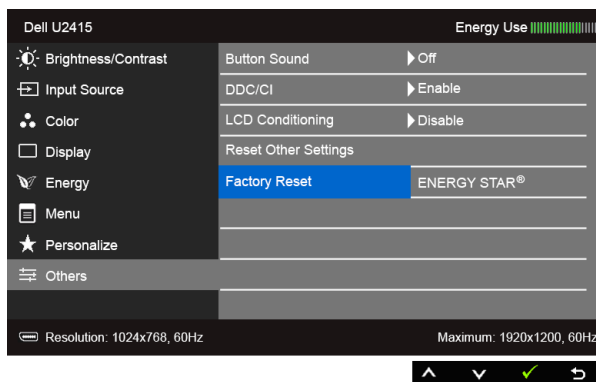 Dell U2415 Energy Use
Brightness/Contrast Button Sound Off
Input Source DDC/CI Enable
Color LCD Conditioning Disable
Display Reset Other Settings
Energy Factory Reset ENERGY STAR®
Menu
Personalize
Others
Resolution: 1024x768, 60Hz Maximum: 1920x1200, 60Hz